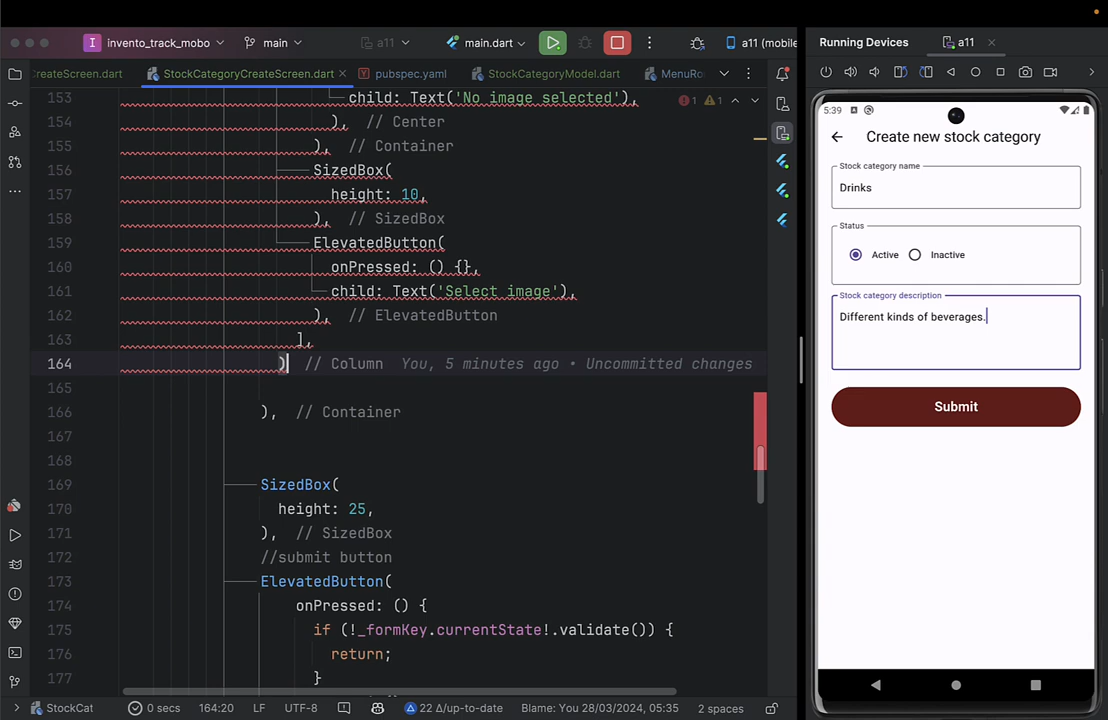 invento_track_mobo
main
a11
main.dart
a11 (mobile
Running Devices
a11
CreateScreen.dart
StockCategoryCreateScreen.dart
pubspec.yaml
StockCategoryModel.dart
MenuRo
153 child: Text('No image selected'),
1
1
154 ), // Center
155 ), // Container
156 SizedBox(
157 height: 10,
158 ), // SizedBox
159 ElevatedButton(
160 onPressed: () {},
161 child: Text('Select image'),
162 ), // ElevatedButton
163 ],
164 ) // Column You, 5 minutes ago • Uncommitted changes
165
166 ), // Container
167
168
169 SizedBox(
170 height: 25,
171 ), // SizedBox
172 //submit button
173 ElevatedButton(
174 onPressed: () {
175 if (!_formKey.currentState!.validate()) {
176 return;
177 }
5:39
Create new stock category
Stock category name
Drinks
Status
Active
Inactive
Stock category description
Different kinds of beverages.
Submit
StockCat
0 secs
164:20
LF
UTF-8
22 Δ/up-to-date
Blame: You 28/03/2024, 05:35
2 spaces